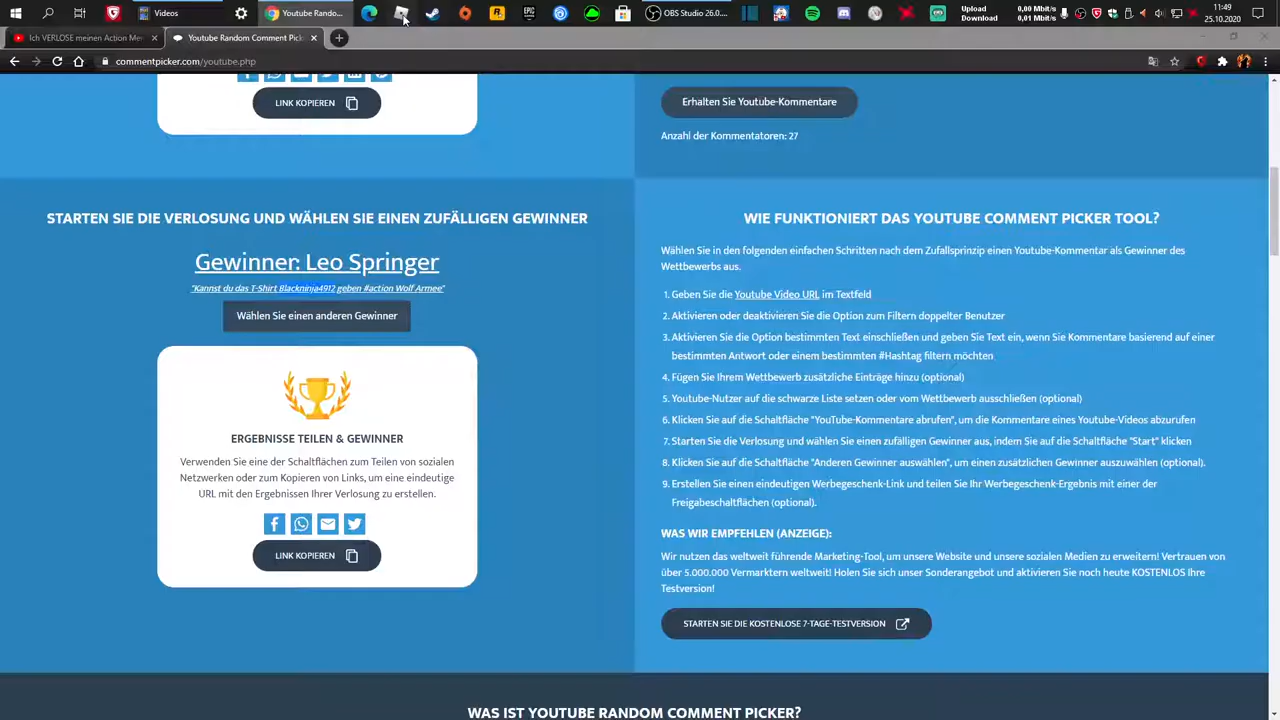 Videos
Youtube Rando...
R
EPIC
OBS Studio 26.0....
Upload
Download
0,00 Mbit/s
0,01 Mbit/s
11:49
25.10.2020
Ich VERLOSE meinen Action Me
Youtube Random Comment Pick
commentpicker.com/youtube.php
LINK KOPIEREN
Erhalten Sie Youtube-Kommentare
Anzahl der Kommentatoren: 27
STARTEN SIE DIE VERLOSUNG UND WÄHLEN SIE EINEN ZUFÄLLIGEN GEWINNER
Gewinner: Leo Springer
"Kannst du das T-Shirt Blackninja4912 geben #action Wolf Armee"
Wählen Sie einen anderen Gewinner
ERGEBNISSE TEILEN & GEWINNER
Verwenden Sie eine der Schaltflächen zum Teilen von sozialen
Netzwerken oder zum Kopieren von Links, um eine eindeutige
URL mit den Ergebnissen Ihrer Verlosung zu erstellen.
LINK KOPIEREN
WIE FUNKTIONIERT DAS YOUTUBE COMMENT PICKER TOOL?
Wählen Sie in den folgenden einfachen Schritten nach dem Zufallsprinzip einen Youtube-Kommentar als Gewinner des
Wettbewerbs aus.
1. Geben Sie die Youtube Video URL im Textfeld
2. Aktivieren oder deaktivieren Sie die Option zum Filtern doppelter Benutzer
3. Aktivieren Sie die Option bestimmten Text einschließen und geben Sie Text ein, wenn Sie Kommentare basierend auf einer
bestimmten Antwort oder einem bestimmten #Hashtag filtern möchten
4. Fügen Sie Ihrem Wettbewerb zusätzliche Einträge hinzu (optional)
5. Youtube-Nutzer auf die schwarze Liste setzen oder vom Wettbewerb ausschließen (optional)
6. Klicken Sie auf die Schaltfläche "YouTube-Kommentare abrufen", um die Kommentare eines Youtube-Videos abzurufen
7. Starten Sie die Verlosung und wählen Sie einen zufälligen Gewinner aus, indem Sie auf die Schaltfläche "Start" klicken
8. Klicken Sie auf die Schaltfläche "Anderen Gewinner auswählen", um einen zusätzlichen Gewinner auszuwählen (optional).
9. Erstellen Sie einen eindeutigen Werbegeschenk-Link und teilen Sie Ihr Werbegeschenk-Ergebnis mit einer der
Freigabeschaltflächen (optional).
WAS WIR EMPFEHLEN (ANZEIGE):
Wir nutzen das weltweit führende Marketing-Tool, um unsere Website und unsere sozialen Medien zu erweitern! Vertrauen von
über 5.000.000 Vermarktern weltweit! Holen Sie sich unser Sonderangebot und aktivieren Sie noch heute KOSTENLOS Ihre
Testversion!
STARTEN SIE DIE KOSTENLOSE 7-TAGE-TESTVERSION
WAS IST YOUTUBE RANDOM COMMENT PICKER?